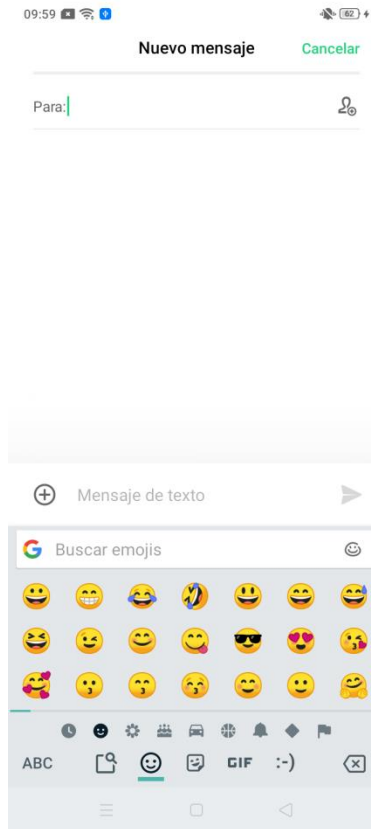 09:59 62
Nuevo mensaje Cancelar
Para:
Mensaje de texto
G Buscar emojis
ABC GIF :-)